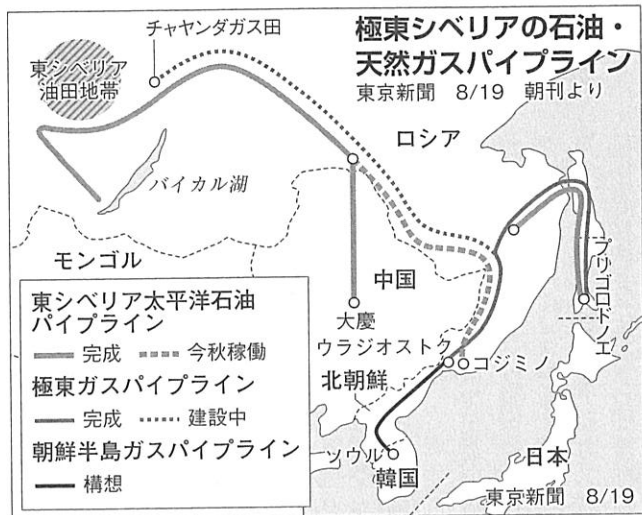 極東シベリアの石油・
天然ガスパイプライン
東京新聞 8/19 朝刊より
チャヤンダガス田
東シベリア
油田地帯
ロシア
バイカル湖
モンゴル
中国
プリゴロドノエ
大慶
ウラジオストク
コジミノ
北朝鮮
ソウル
韓国
日本
東シベリア太平洋石油
パイプライン
完成 今秋稼働
極東ガスパイプライン
完成 建設中
朝鮮半島ガスパイプライン
構想
東京新聞 8/19